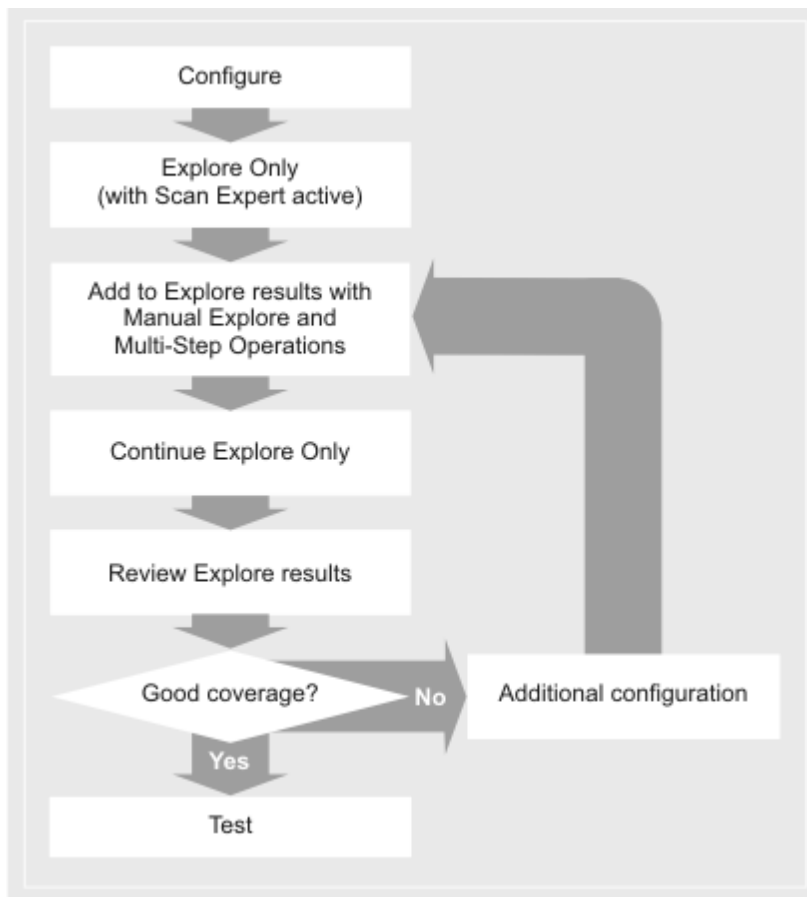 Configure
Explore Only
(with Scan Expert active)
Add to Explore results with
Manual Explore and
Multi-Step Operations
Continue Explore Only
Review Explore results
Good coverage?
No
Additional configuration
Yes
Test